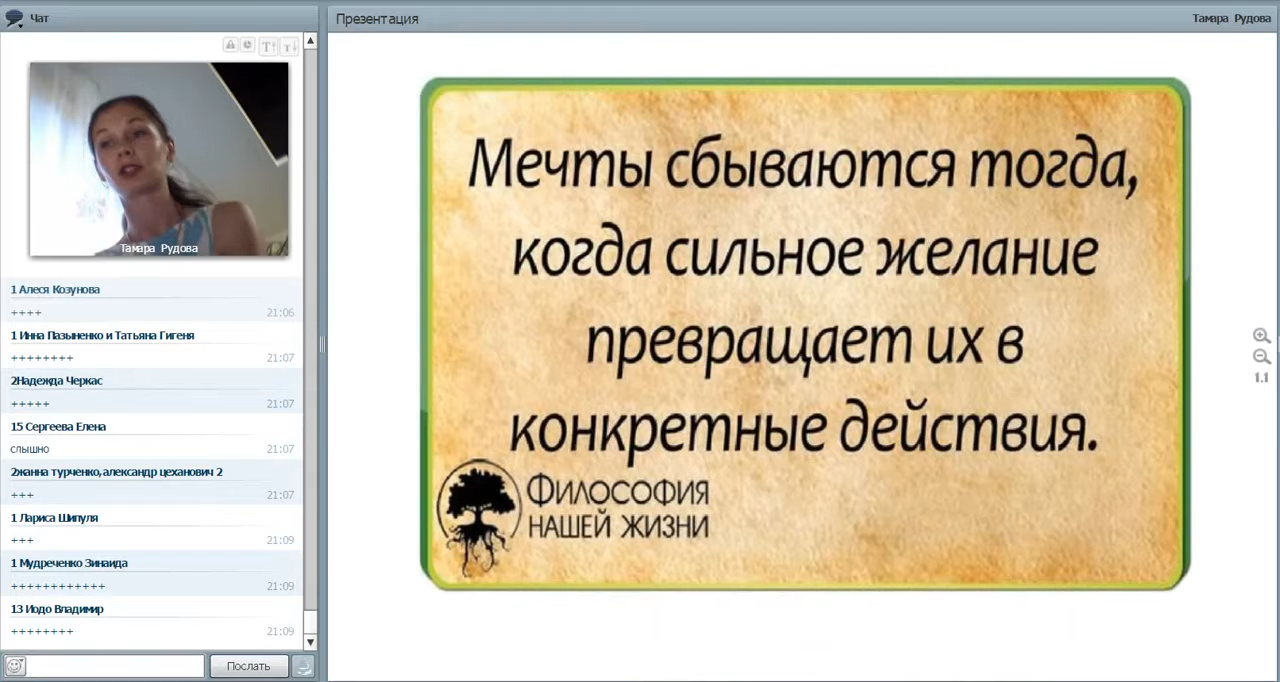 Чат
Тамара Рудова
1 Алеся Козунова
++++
21:06
1 Инна Пазыненко и Татьяна Гигеня
++++++++
21:07
2Надежда Черкас
+++++
21:07
15 Сергеева Елена
слышно
21:07
2жанна турченко,александр цеханович 2
+++
21:07
1 Лариса Шипуля
+++
21:09
1 Мудреченко Зинаида
++++++++++++
21:09
13 Иодо Владимир
++++++++
21:09
Послать
Презентация
Тамара Рудова
Мечты сбываются тогда,
когда сильное желание
превращает их в
конкретные действия.
Философия
нашей жизни
1.1